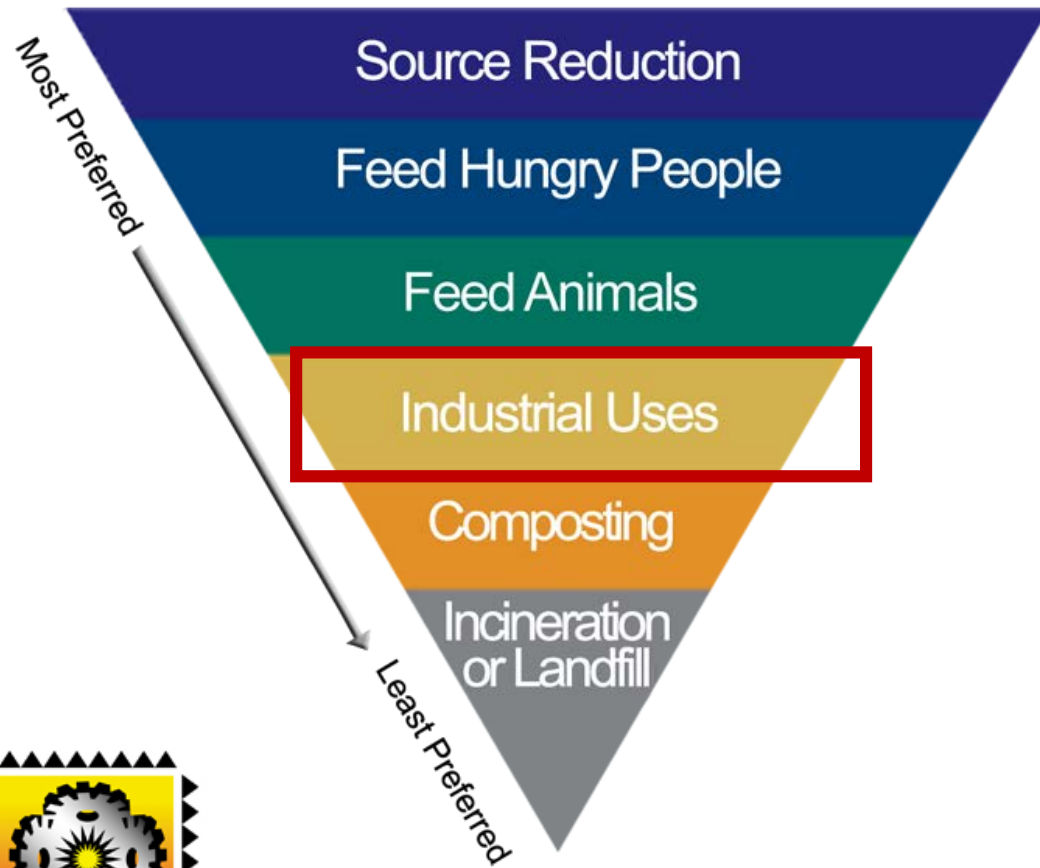 Most Preferred
Source Reduction
Feed Hungry People
Feed Animals
Industrial Uses
Composting
Incineration
or Landfill
Least Preferred